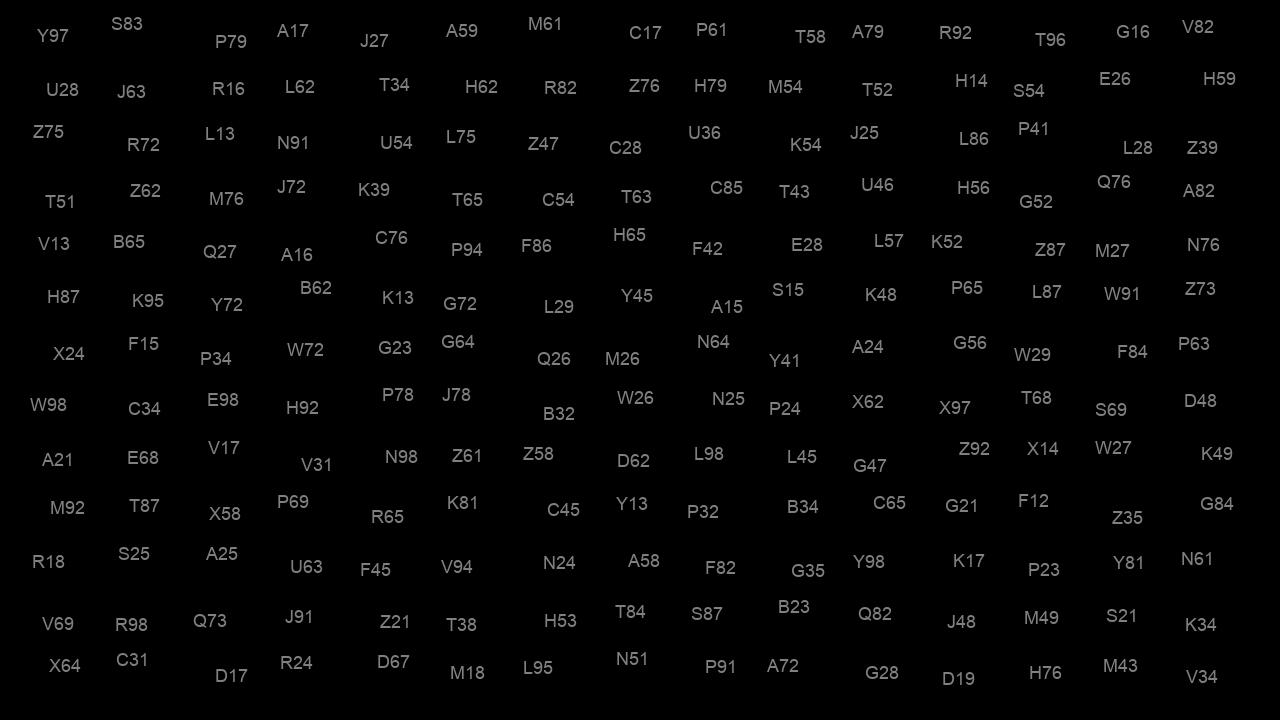 Y97 S83 P79 A17 J27 A59 M61 C17 P61 T58 A79 R92 T96 G16 V82
U28 J63 R16 L62 T34 H62 R82 Z76 H79 M54 T52 H14 S54 E26 H59
Z75 R72 L13 N91 U54 L75 Z47 C28 U36 K54 J25 L86 P41 L28 Z39
T51 Z62 M76 J72 K39 T65 C54 T63 C85 T43 U46 H56 G52 Q76 A82
V13 B65 Q27 A16 C76 P94 F86 H65 F42 E28 L57 K52 Z87 M27 N76
H87 K95 Y72 B62 K13 G72 L29 Y45 A15 S15 K48 P65 L87 W91 Z73
X24 F15 P34 W72 G23 G64 Q26 M26 N64 Y41 A24 G56 W29 F84 P63
W98 C34 E98 H92 P78 J78 B32 W26 N25 P24 X62 X97 T68 S69 D48
A21 E68 V17 V31 N98 Z61 Z58 D62 L98 L45 G47 Z92 X14 W27 K49
M92 T87 X58 P69 R65 K81 C45 Y13 P32 B34 C65 G21 F12 Z35 G84
R18 S25 A25 U63 F45 V94 N24 A58 F82 G35 Y98 K17 P23 Y81 N61
V69 R98 Q73 J91 Z21 T38 H53 T84 S87 B23 Q82 J48 M49 S21 K34
X64 C31 D17 R24 D67 M18 L95 N51 P91 A72 G28 D19 H76 M43 V34